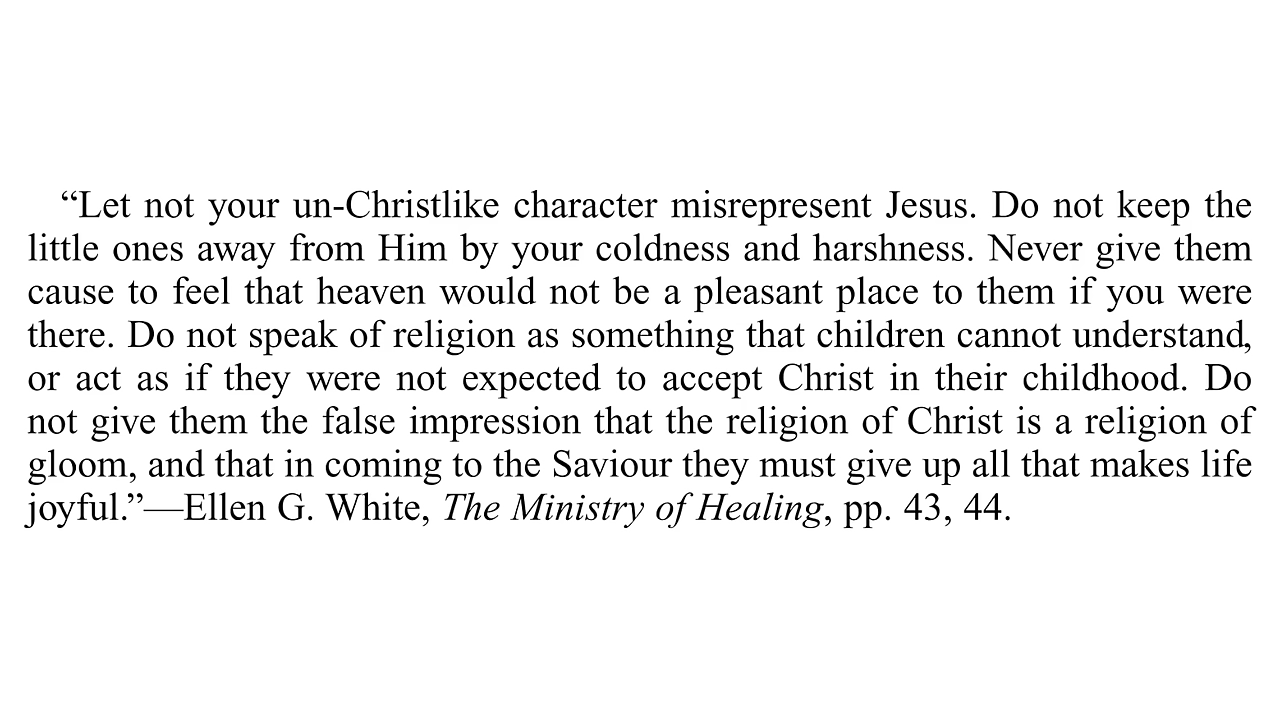 “Let not your un-Christlike character misrepresent Jesus. Do not keep the
little ones away from Him by your coldness and harshness. Never give them
cause to feel that heaven would not be a pleasant place to them if you were
there. Do not speak of religion as something that children cannot understand,
or act as if they were not expected to accept Christ in their childhood. Do
not give them the false impression that the religion of Christ is a religion of
gloom, and that in coming to the Saviour they must give up all that makes life
joyful.”—Ellen G. White, The Ministry of Healing, pp. 43, 44.